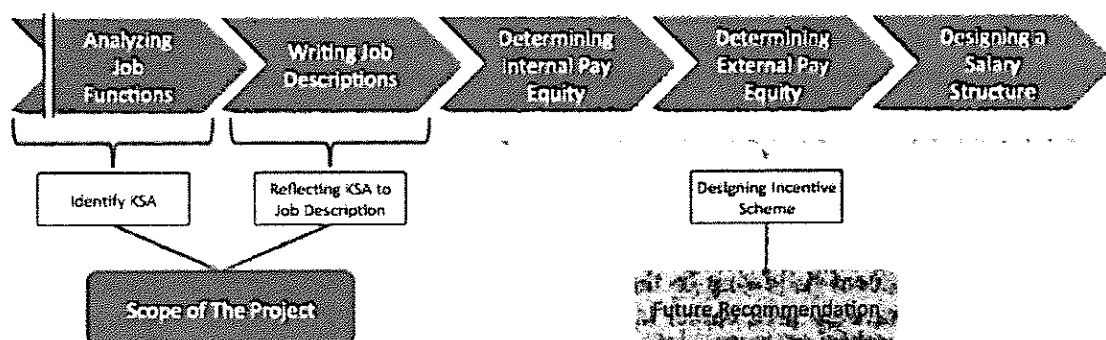 Analyzing
Job
Functions
Writing Job
Descriptions
Determining
Internal Pay
Equity
Determining
External Pay
Equity
Designing a
Salary
Structure
Identify KSA
Reflecting KSA to
Job Description
Designing Incentive
Scheme
Scope of The Project
Future Recommendation